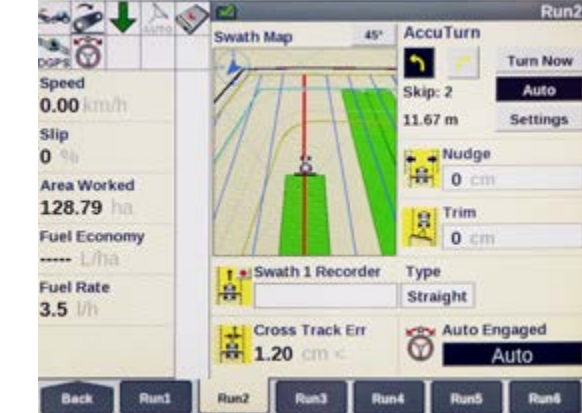 Run2
AUTO
DGPS
Swath Map
45°
AccuTurn
Turn Now
Skip: 2
Auto
11.67 m
Settings
Speed
0.00 km/h
Slip
0 %
Area Worked
128.79 ha
Fuel Economy
----- L/ha
Fuel Rate
3.5 l/h
Nudge
0 cm
Trim
0 cm
Swath 1 Recorder
Type
Straight
Cross Track Err
1.20 cm <
Auto Engaged
Auto
Back
Run1
Run2
Run3
Run4
Run5
Run6